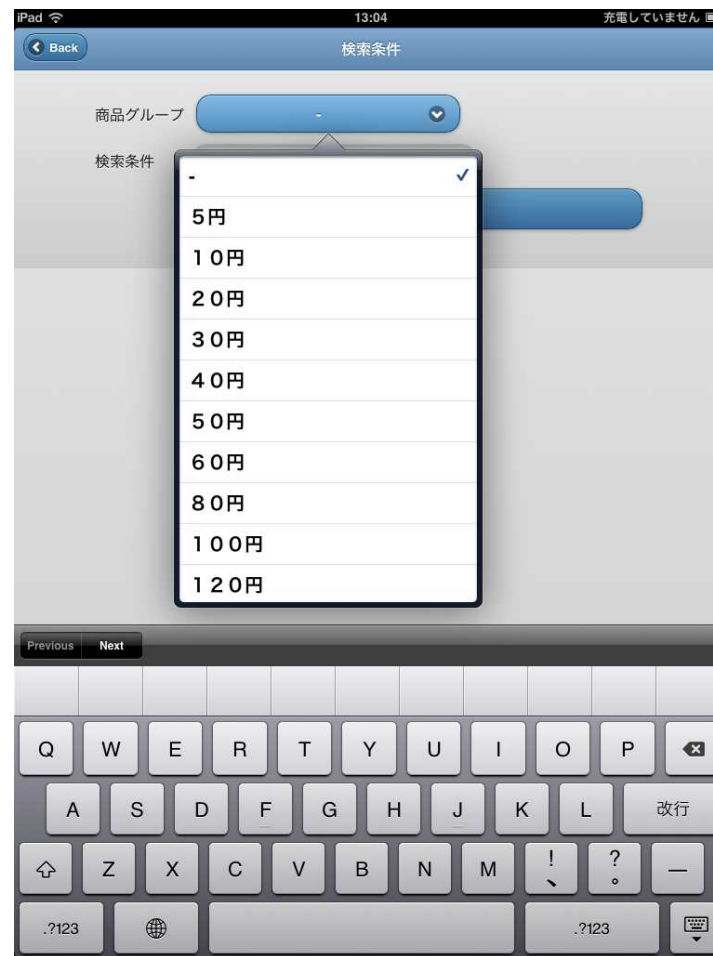 iPad 13:04 充電していません
Back 検索条件
商品グループ -
検索条件
-
5円
10円
20円
30円
40円
50円
60円
80円
100円
120円
Previous Next
Q W E R T Y U I O P
A S D F G H J K L 改行
Z X C V B N M ! 、 ? 。 —
.?123 .?123